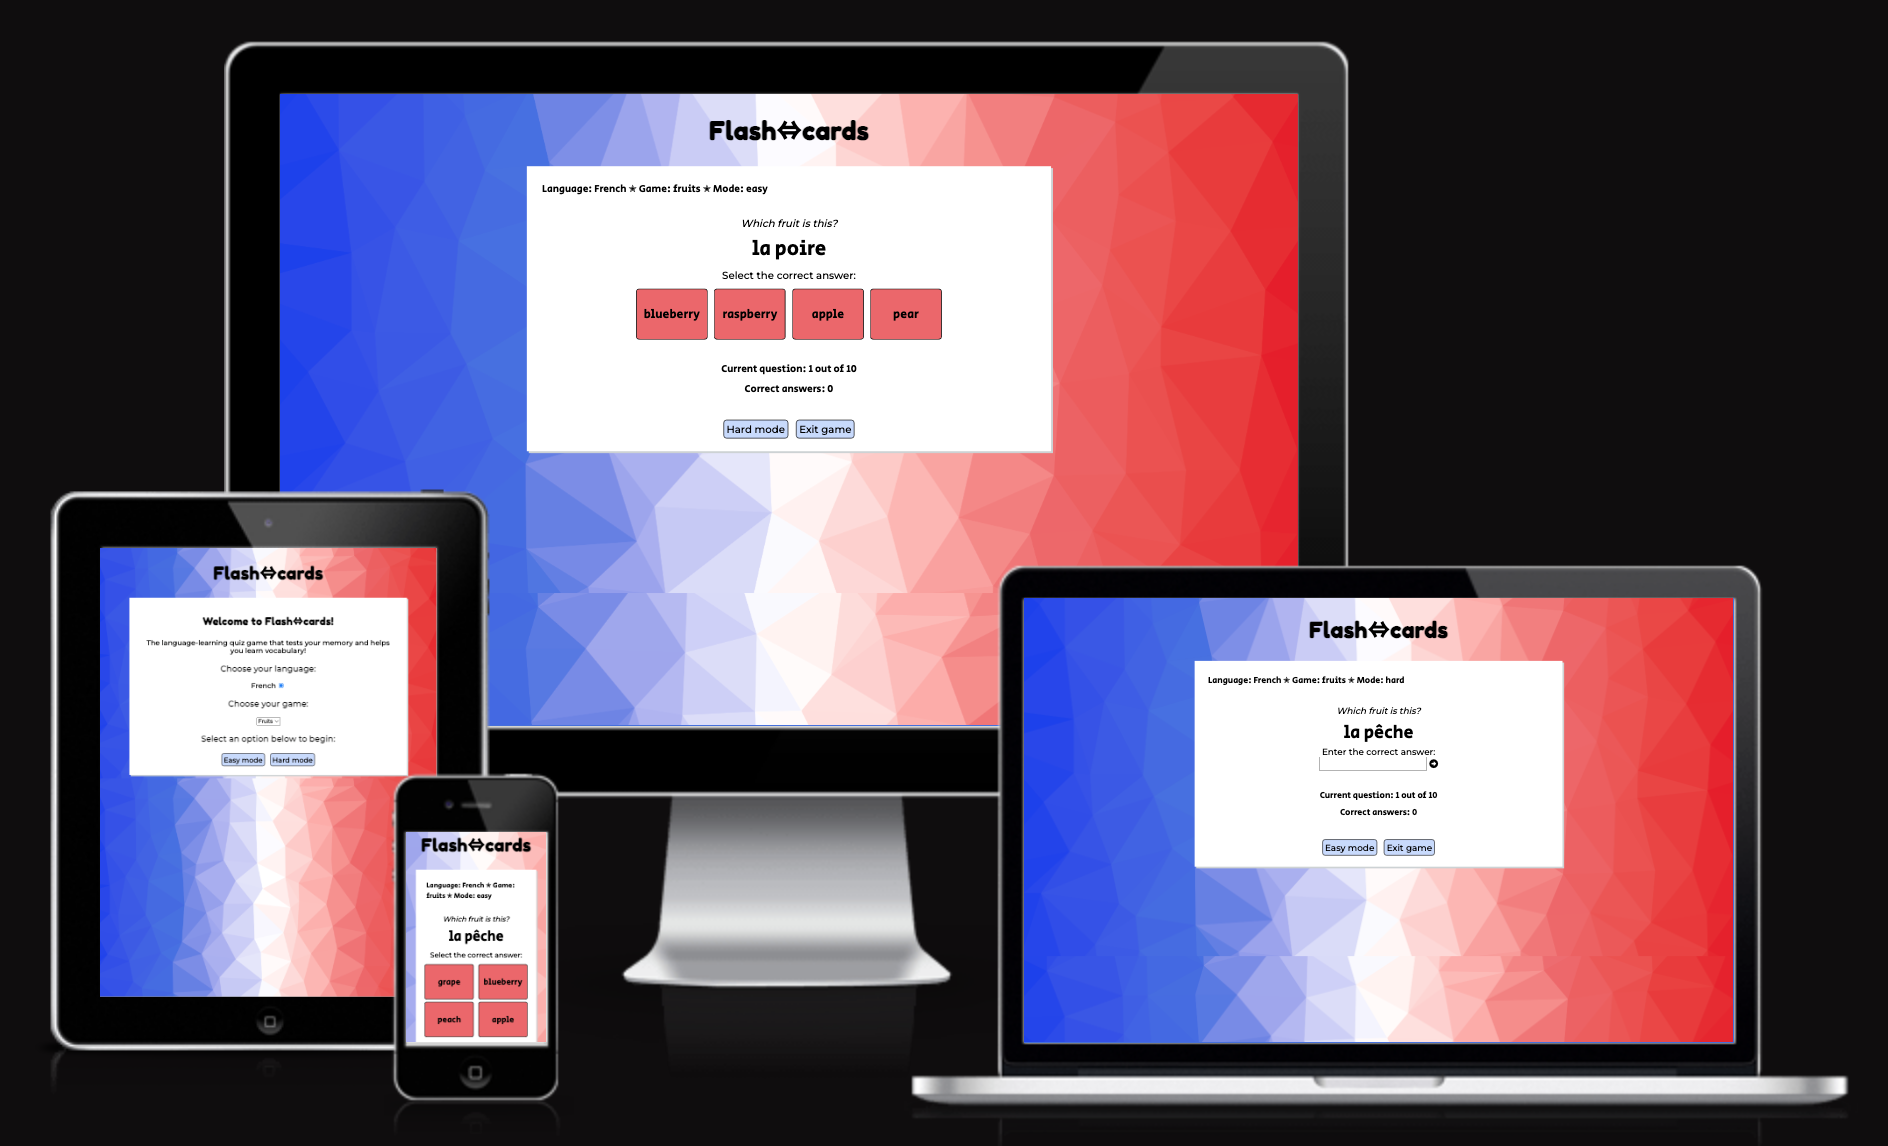 Flash⇔cards
Language: French ★ Game: fruits ★ Mode: easy
Which fruit is this?
la poire
Select the correct answer:
blueberry raspberry apple pear
Current question: 1 out of 10
Correct answers: 0
Hard mode Exit game
Flash⇔cards
Welcome to Flash⇔cards!
The language-learning quiz game that tests your memory and helps
you learn vocabulary!
Choose your language:
French
Choose your game:
Fruits
Select an option below to begin:
Easy mode Hard mode
Flash⇔cards
Language: French ★ Game:
fruits ★ Mode: easy
Which fruit is this?
la pêche
Select the correct answer:
grape blueberry
peach apple
Flash⇔cards
Language: French ★ Game: fruits ★ Mode: hard
Which fruit is this?
la pêche
Enter the correct answer:
Current question: 1 out of 10
Correct answers: 0
Easy mode Exit game